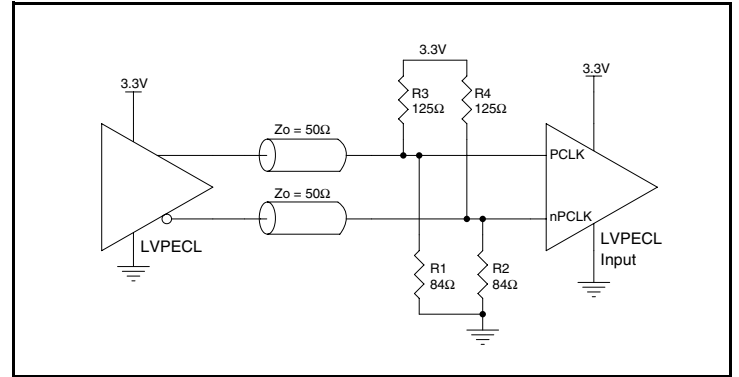 3.3V
3.3V
3.3V
R3
125Ω
R4
125Ω
Zo = 50Ω
PCLK
Zo = 50Ω
nPCLK
LVPECL
LVPECL
Input
R1
84Ω
R2
84Ω